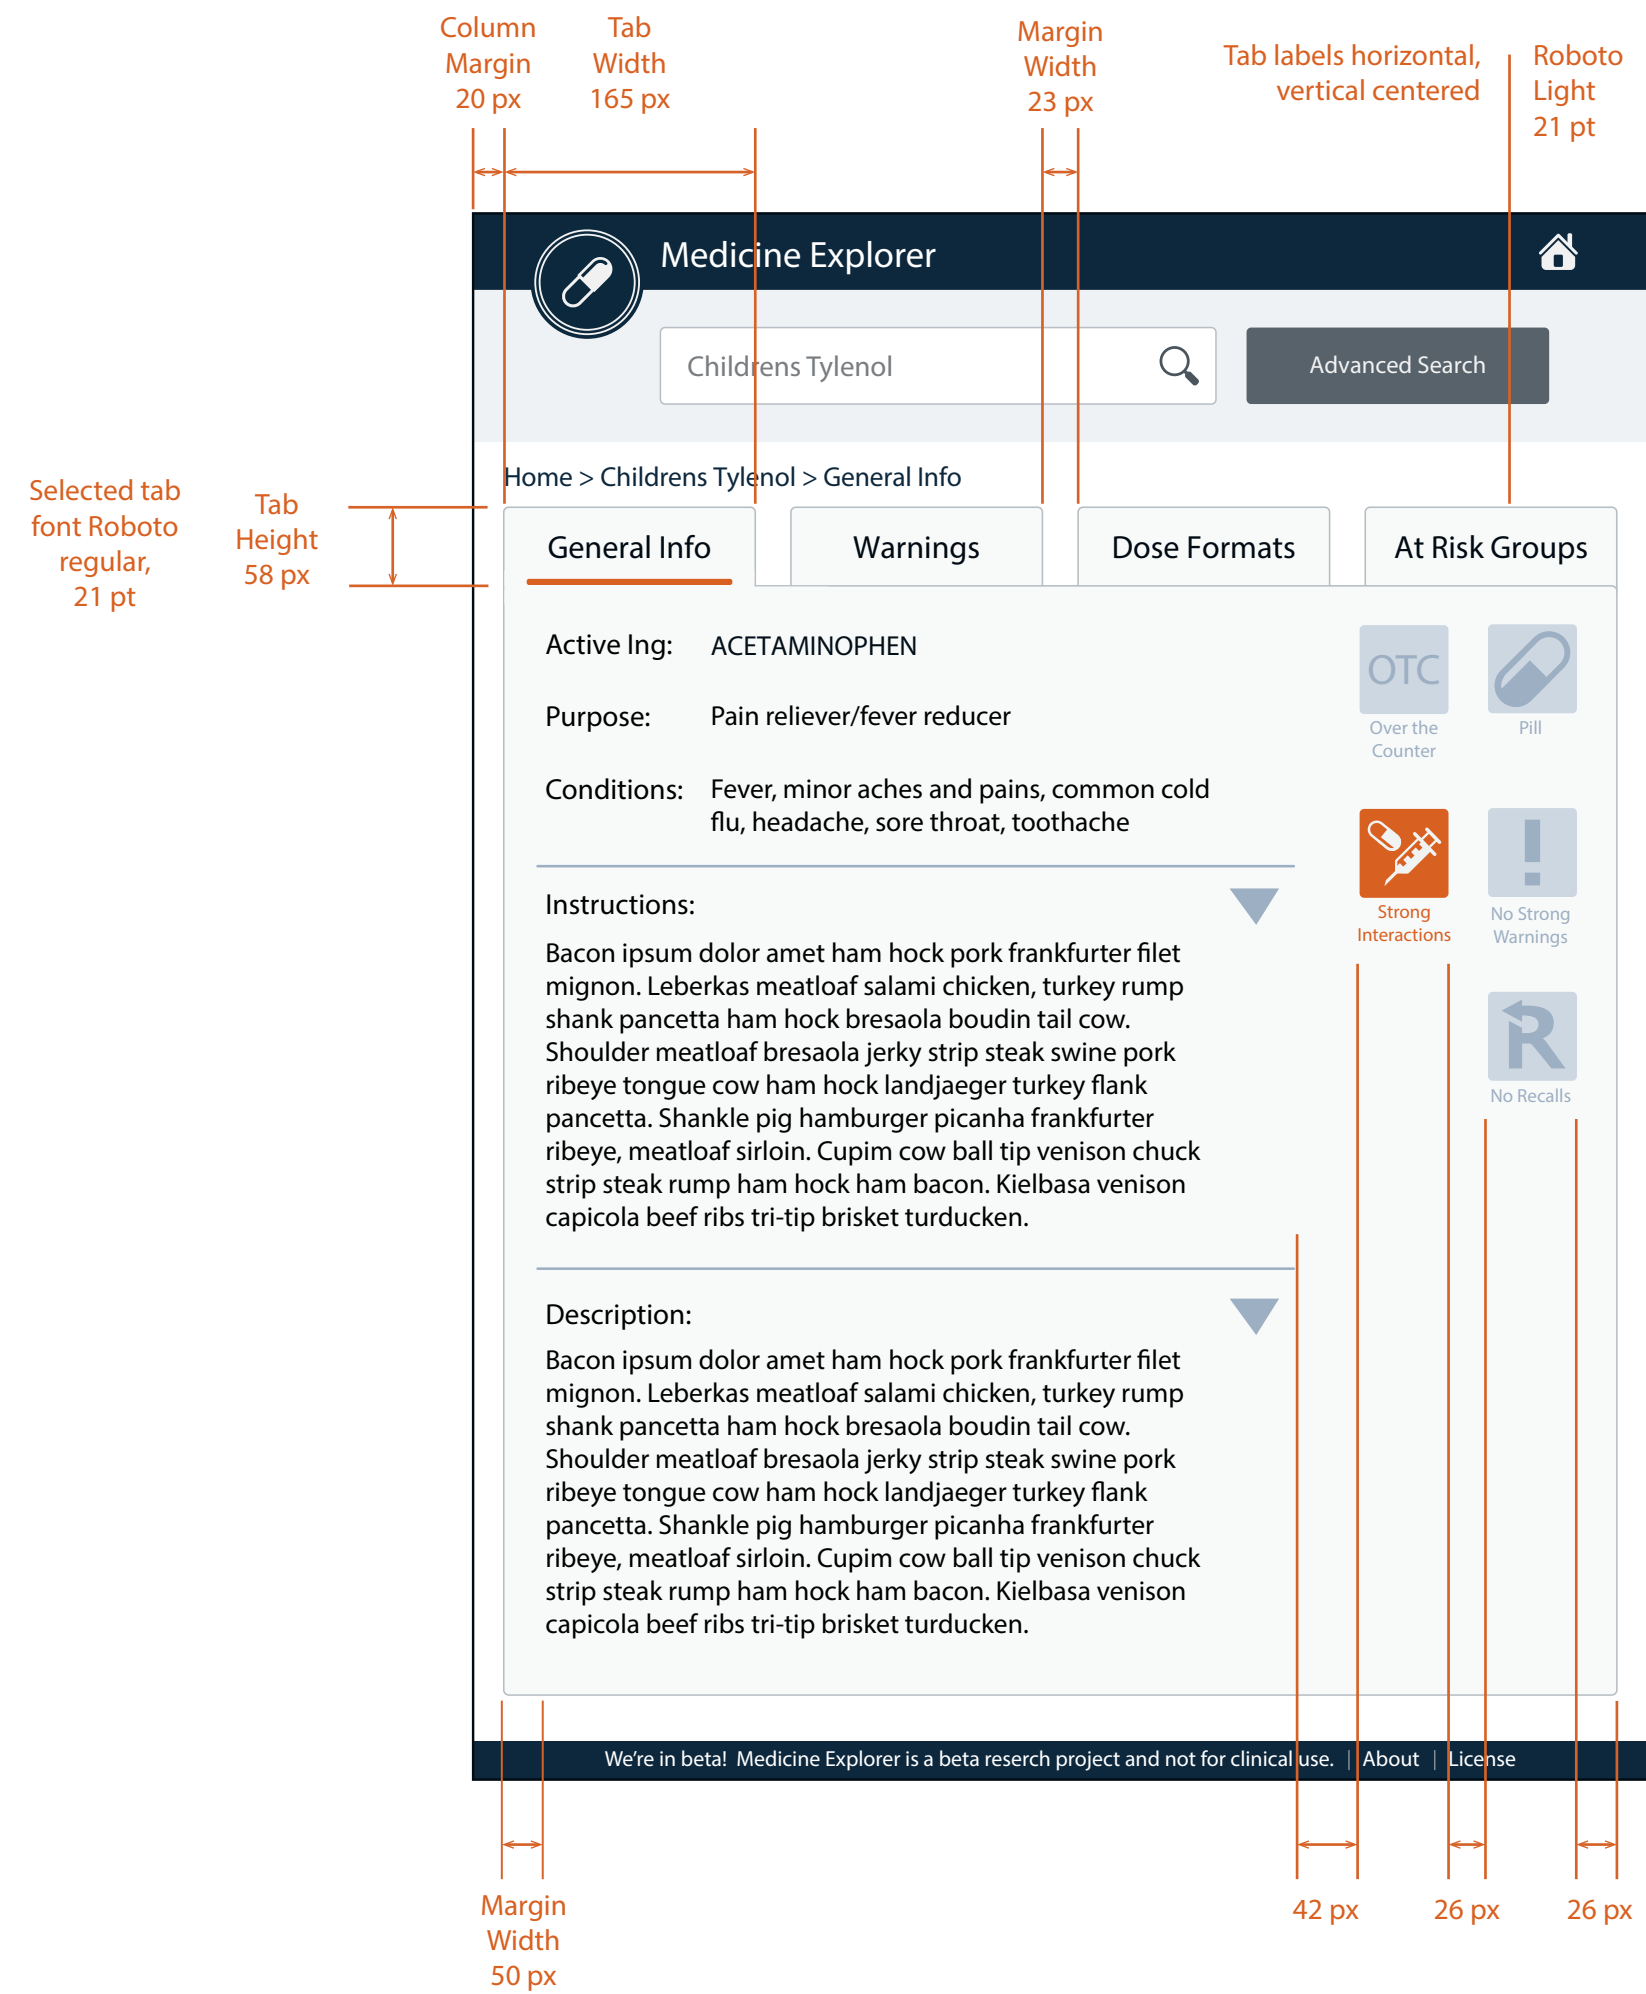 Column
Margin
20 px
Tab
Width
165 px
Margin
Width
23 px
Tab labels horizontal,
vertical centered
Roboto
Light
21 pt
Medicine Explorer
Childrens Tylenol
Advanced Search
Home > Childrens Tylenol > General Info
Selected tab
font Roboto
regular,
21 pt
Tab
Height
58 px
General Info
Warnings
Dose Formats
At Risk Groups
Active Ing: ACETAMINOPHEN
Purpose: Pain reliever/fever reducer
Conditions: Fever, minor aches and pains, common cold
flu, headache, sore throat, toothache
OTC
Over the
Counter
Pill
Strong
Interactions
!
No Strong
Warnings
R
No Recalls
Instructions:
Bacon ipsum dolor amet ham hock pork frankfurter filet
mignon. Leberkas meatloaf salami chicken, turkey rump
shank pancetta ham hock bresaola boudin tail cow.
Shoulder meatloaf bresaola jerky strip steak swine pork
ribeye tongue cow ham hock landjaeger turkey flank
pancetta. Shankle pig hamburger picanha frankfurter
ribeye, meatloaf sirloin. Cupim cow ball tip venison chuck
strip steak rump ham hock ham bacon. Kielbasa venison
capicola beef ribs tri-tip brisket turducken.
Description:
Bacon ipsum dolor amet ham hock pork frankfurter filet
mignon. Leberkas meatloaf salami chicken, turkey rump
shank pancetta ham hock bresaola boudin tail cow.
Shoulder meatloaf bresaola jerky strip steak swine pork
ribeye tongue cow ham hock landjaeger turkey flank
pancetta. Shankle pig hamburger picanha frankfurter
ribeye, meatloaf sirloin. Cupim cow ball tip venison chuck
strip steak rump ham hock ham bacon. Kielbasa venison
capicola beef ribs tri-tip brisket turducken.
We're in beta! Medicine Explorer is a beta reserch project and not for clinical use. | About | License
Margin
Width
50 px
42 px
26 px
26 px